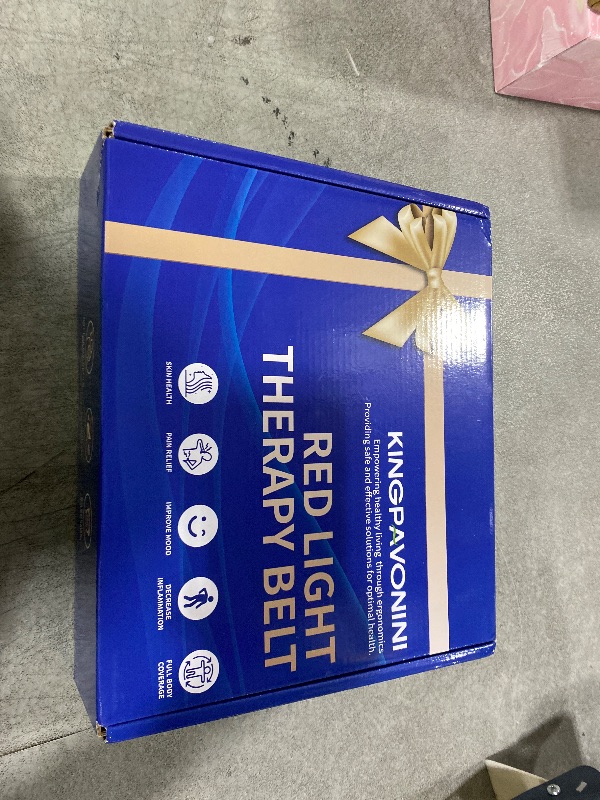 KINGPAVONINI
Empowering healthy living through ergonomics
Providing safe and effective solutions for optimal health.
RED LIGHT
THERAPY BELT
SKIN HEALTH
PAIN RELIEF
IMPROVE MOOD
DECREASE
INFLAMMATION
FULL BODY
COVERAGE